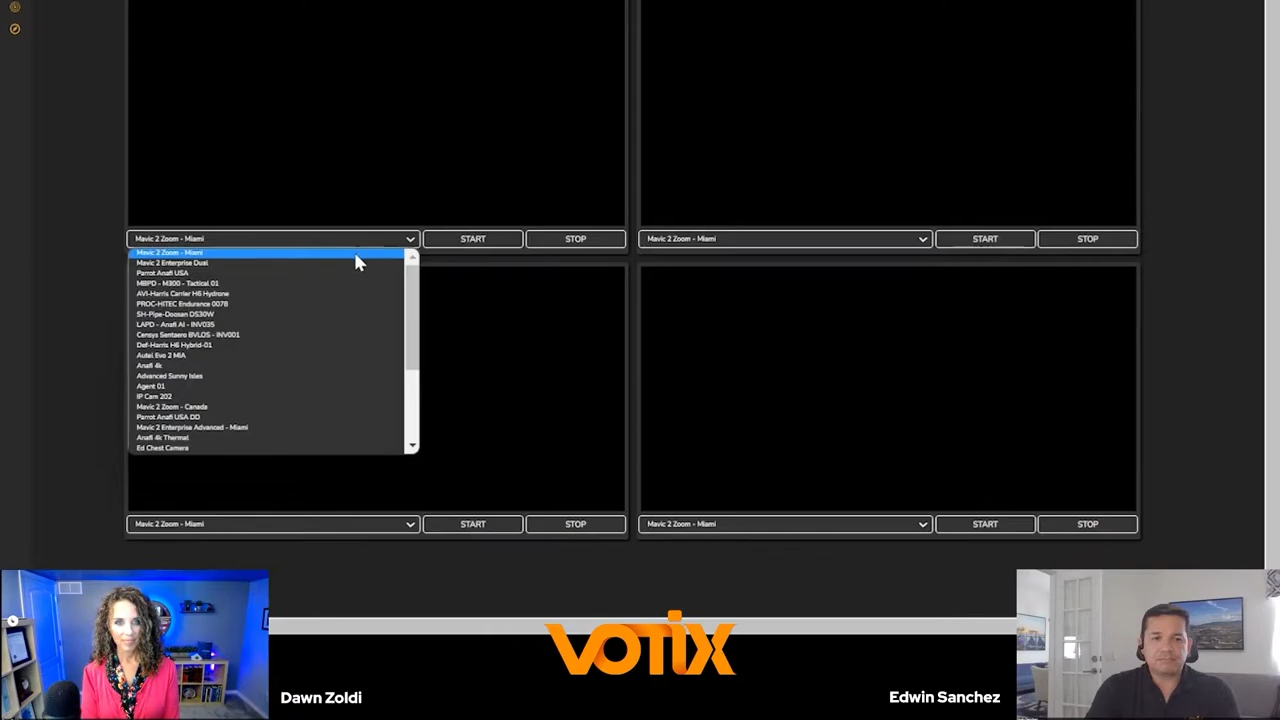 Mavic 2 Zoom - Miami
START
STOP
Mavic 2 Zoom - Miami
START
STOP
Mavic 2 Zoom - Miami
Mavic 2 Enterprise Dual
Parrot Anafi USA
MBPD - M300 - Tactical 01
AVI-Harris Carrier H6 Hydrone
PROC-HITEC Endurance 007B
SH-Pipe-Doosan DS30W
LAPD - Anafi AI - INV035
Censys Sentaero BVLOS - INV001
Def-Harris H6 Hybrid-01
Autel Evo 2 MIA
Anafi 4k
Advanced Sunny Isles
Agent 01
IP Cam 202
Mavic 2 Zoom - Canada
Parrot Anafi USA DD
Mavic 2 Enterprise Advanced - Miami
Anafi 4k Thermal
Ed Chest Camera
Mavic 2 Zoom - Miami
START
STOP
Mavic 2 Zoom - Miami
START
STOP
VOTIX
Dawn Zoldi
Edwin Sanchez